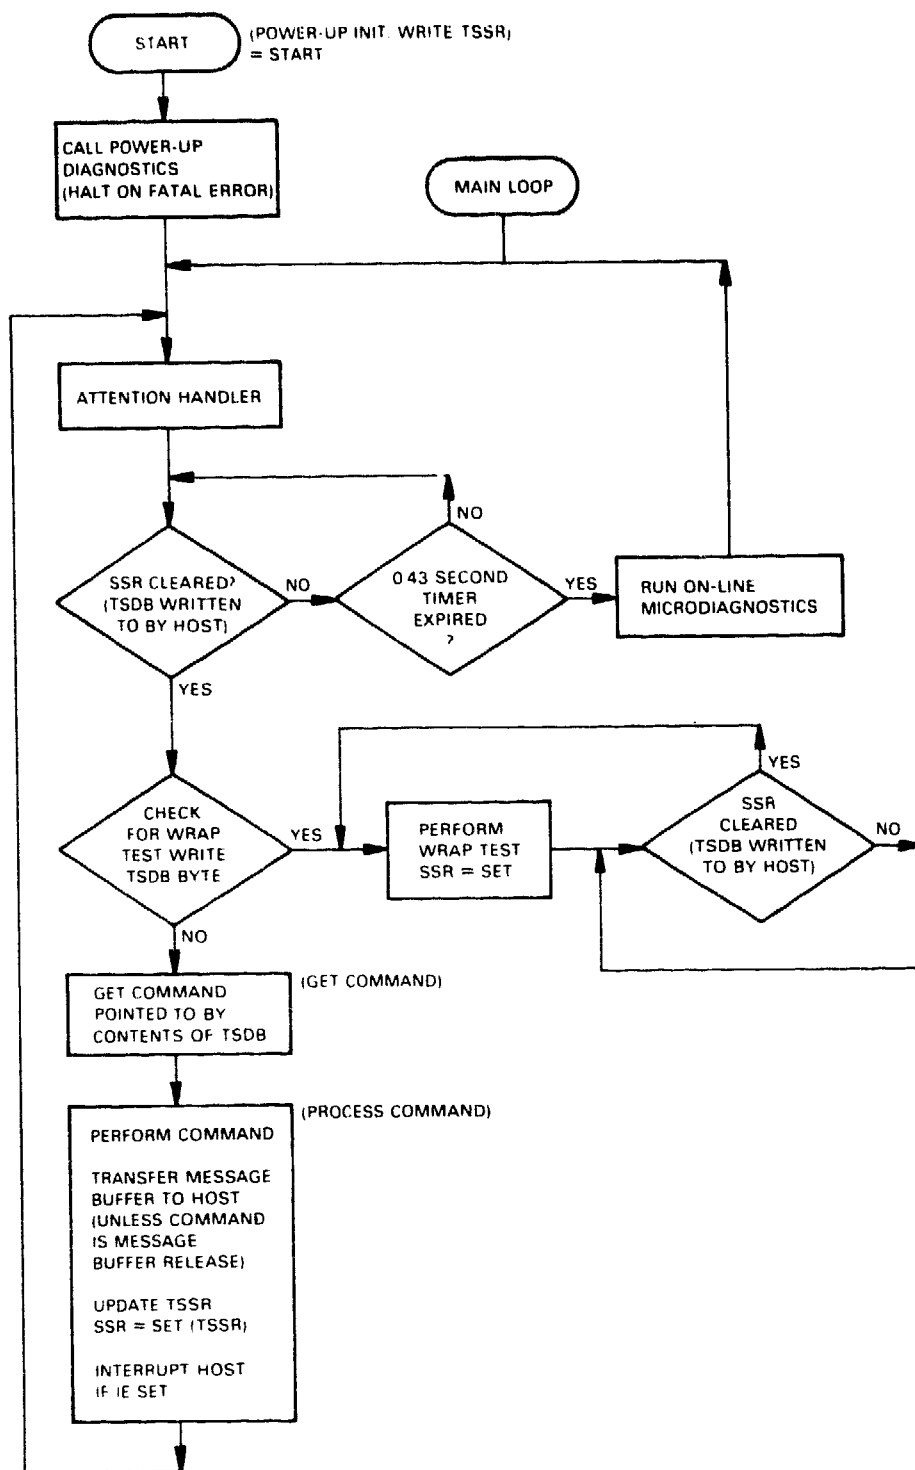 START
(POWER-UP INIT. WRITE TSSR)
= START
CALL POWER-UP
DIAGNOSTICS
(HALT ON FATAL ERROR)
MAIN LOOP
ATTENTION HANDLER
NO
SSR CLEARED?
(TSDB WRITTEN
TO BY HOST)
NO
0.43 SECOND
TIMER
EXPIRED
?
YES
RUN ON-LINE
MICRODIAGNOSTICS
YES
YES
CHECK
FOR WRAP
TEST WRITE
TSDB BYTE
YES
PERFORM
WRAP TEST
SSR = SET
SSR
CLEARED
(TSDB WRITTEN
TO BY HOST)
NO
NO
GET COMMAND
POINTED TO BY
CONTENTS OF TSDB
(GET COMMAND)
(PROCESS COMMAND)
PERFORM COMMAND
TRANSFER MESSAGE
BUFFER TO HOST
(UNLESS COMMAND
IS MESSAGE
BUFFER RELEASE)
UPDATE TSSR
SSR = SET (TSSR)
INTERRUPT HOST
IF IE SET